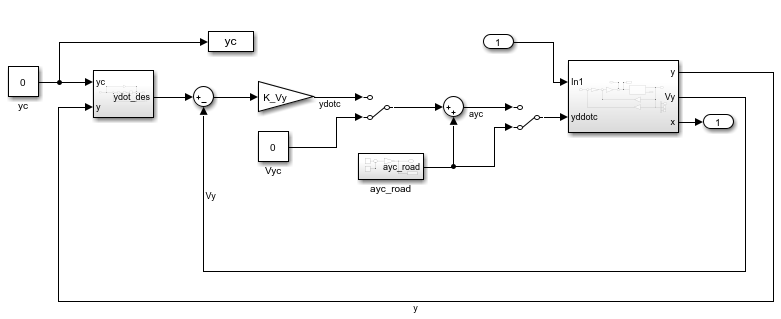 yc
1
0
yc
yc
y
ydot_des
+
−
K_Vy
ydotc
0
Vyc
+
+
ayc
ayc_road
ayc_road
In1
yddotc
y
Vy
x
1
Vy
y